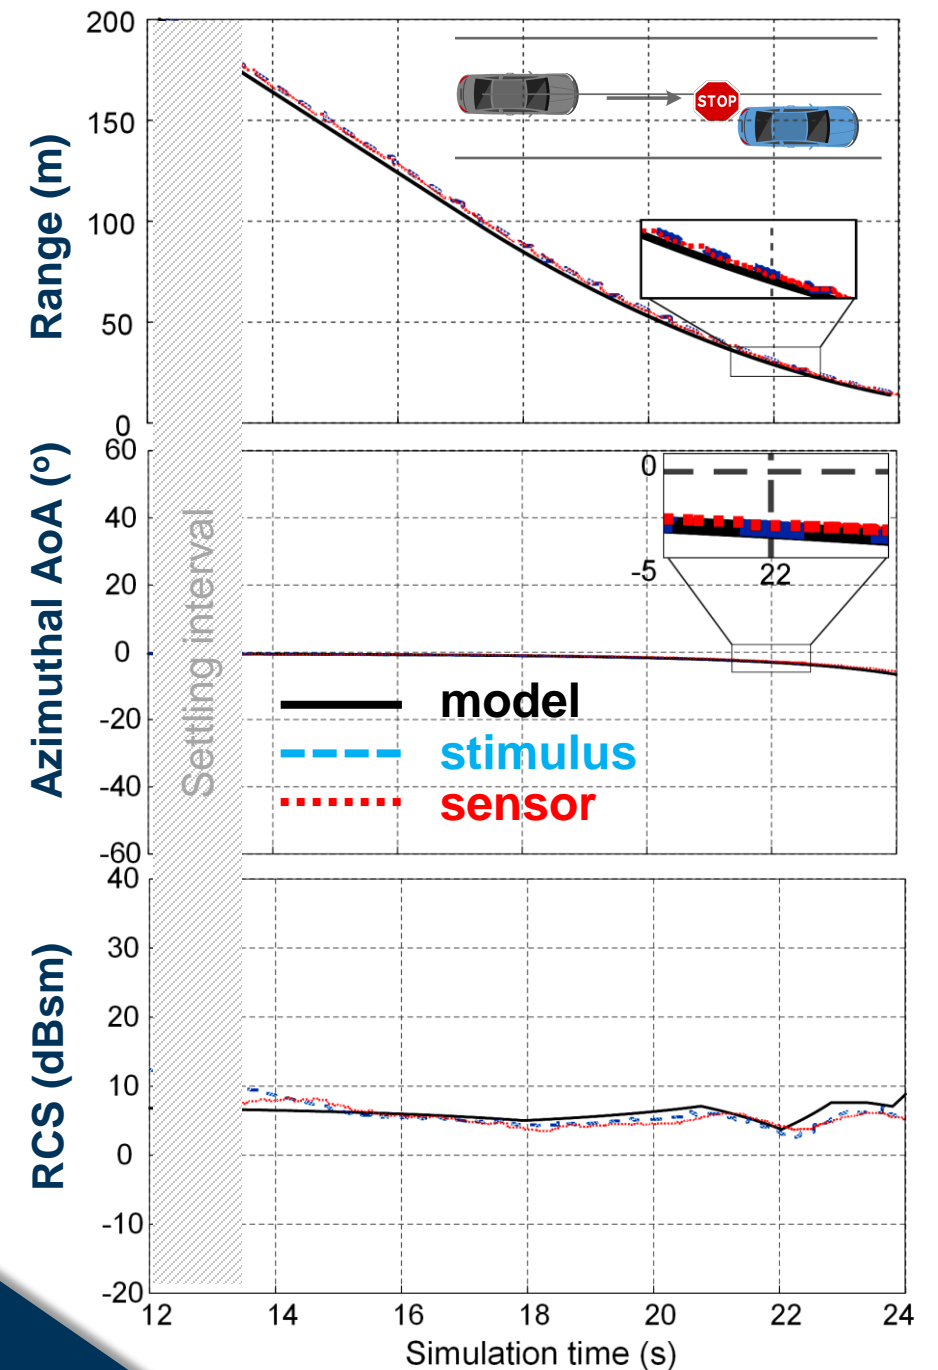 200
150
100
50
0
Range (m)
STOP
60
40
20
0
-20
-40
-60
Azimuthal AoA (º)
0
-5
22
Settling interval
model
stimulus
sensor
40
30
20
10
0
-10
-20
RCS (dBsm)
12 14 16 18 20 22 24
Simulation time (s)